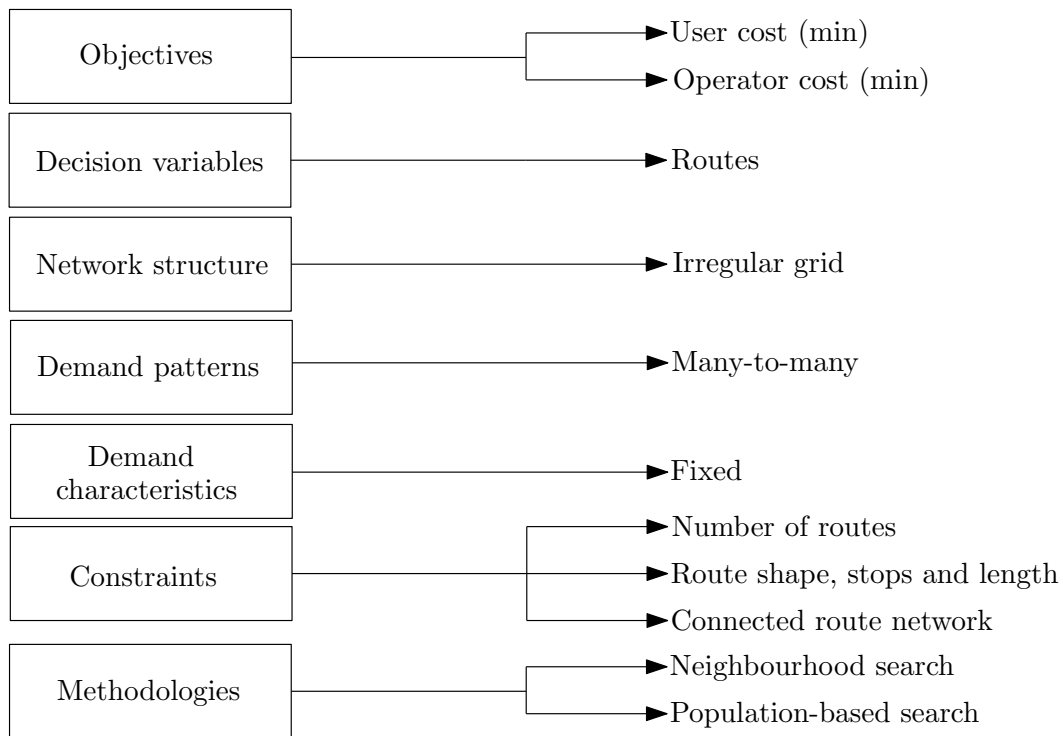 Objectives
User cost (min)
Operator cost (min)
Decision variables
Routes
Network structure
Irregular grid
Demand patterns
Many-to-many
Demand
characteristics
Fixed
Constraints
Number of routes
Route shape, stops and length
Connected route network
Methodologies
Neighbourhood search
Population-based search